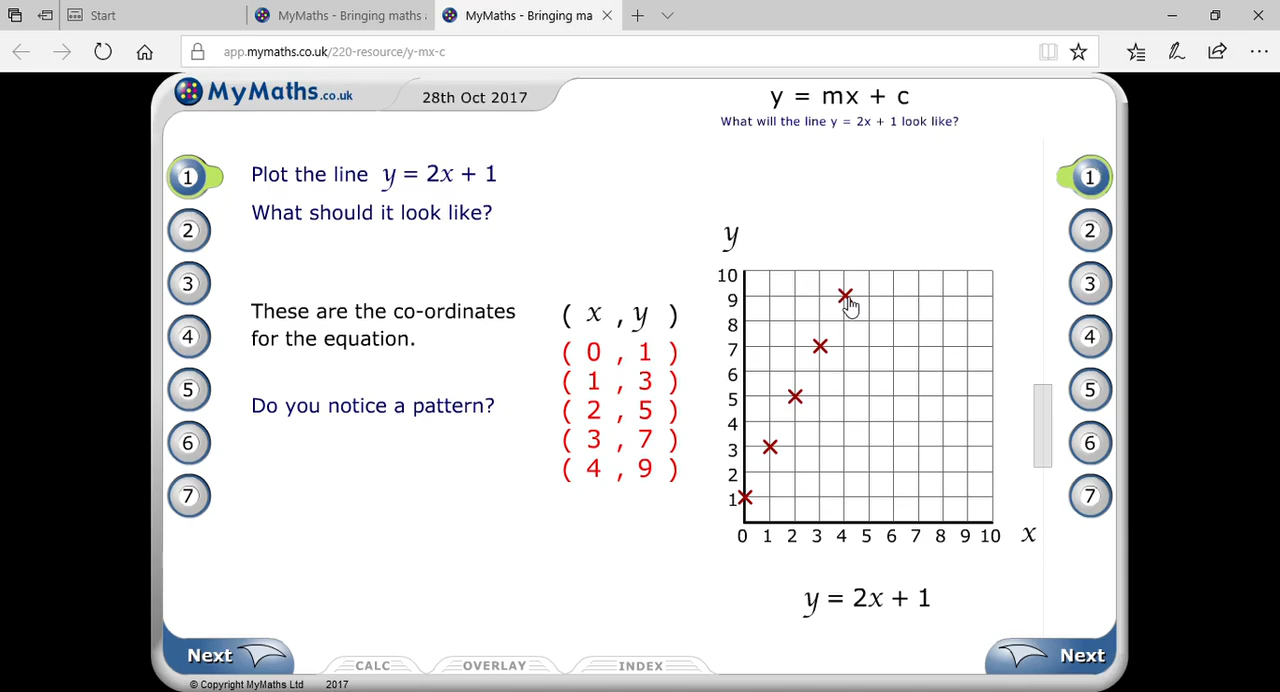 Start
MyMaths - Bringing maths a
MyMaths - Bringing ma
app.mymaths.co.uk/220-resource/y-mx-c
MyMaths.co.uk
28th Oct 2017
y = mx + c
What will the line y = 2x + 1 look like?
1
2
3
4
5
6
7
Plot the line y = 2x + 1
What should it look like?
These are the co-ordinates
for the equation.
Do you notice a pattern?
( x , y )
( 0 , 1 )
( 1 , 3 )
( 2 , 5 )
( 3 , 7 )
( 4 , 9 )
y
10
9
8
7
6
5
4
3
2
1
0 1 2 3 4 5 6 7 8 9 10 x
y = 2x + 1
1
2
3
4
5
6
7
Next
CALC
OVERLAY
INDEX
Next
© Copyright MyMaths Ltd 2017